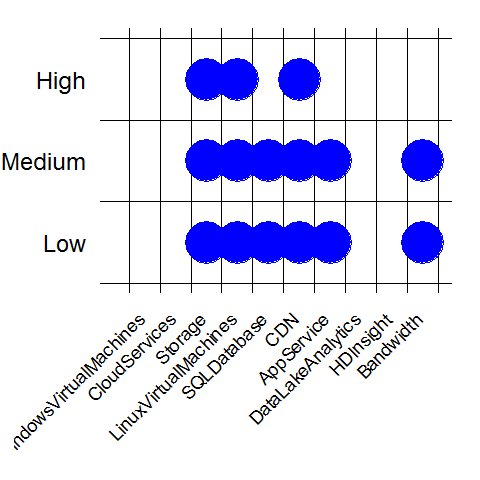 High
Medium
Low
ndowsVirtualMachines
CloudServices
Storage
LinuxVirtualMachines
SQLDatabase
CDN
AppService
DataLakeAnalytics
HDInsight
Bandwidth